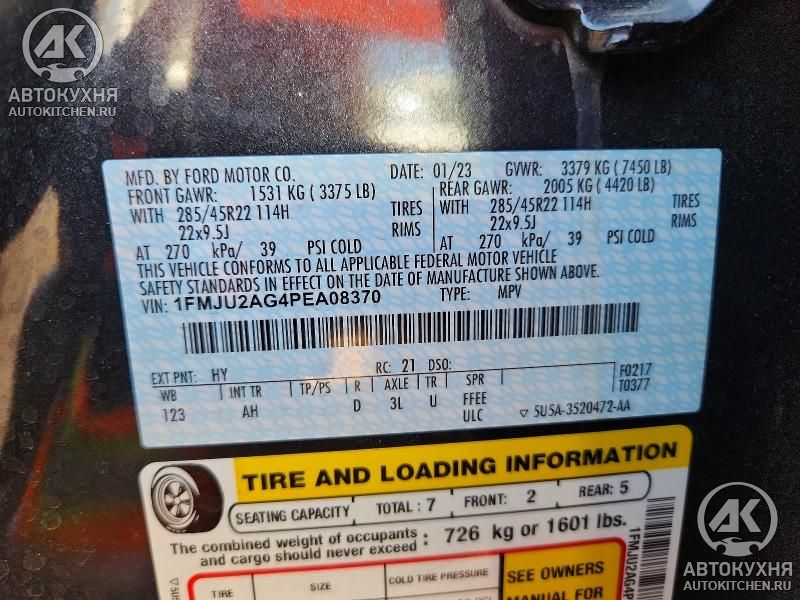 АК
АВТОКУХНЯ
AUTOKITCHEN.RU
MFD. BY FORD MOTOR CO.
DATE: 01/23 GVWR: 3379 KG ( 7450 LB)
FRONT GAWR: 1531 KG ( 3375 LB)
WITH 285/45R22 114H TIRES
22x9.5J RIMS
AT 270 kPa/ 39 PSI COLD
REAR GAWR: 2005 KG ( 4420 LB)
WITH 285/45R22 114H TIRES
22x9.5J RIMS
AT 270 kPa/ 39 PSI COLD
THIS VEHICLE CONFORMS TO ALL APPLICABLE FEDERAL MOTOR VEHICLE
SAFETY STANDARDS IN EFFECT ON THE DATE OF MANUFACTURE SHOWN ABOVE.
VIN: 1FMJU2AG4PEA08370 TYPE: MPV
EXT PNT: HY RC: 21 DSO: F0217
WB INT TR TP/PS R AXLE TR SPR T0377
123 AH D 3L U FFEE
ULC ▽ 5U5A-3520472-AA
TIRE AND LOADING INFORMATION
SEATING CAPACITY TOTAL : 7 FRONT: 2 REAR: 5
The combined weight of occupants
and cargo should never exceed : 726 kg or 1601 lbs.
TIRE SIZE COLD TIRE PRESSURE SEE OWNERS
MANUAL FOR
1FMJU2AG4P
АК
АВТОКУХНЯ
AUTOKITCHEN.RU